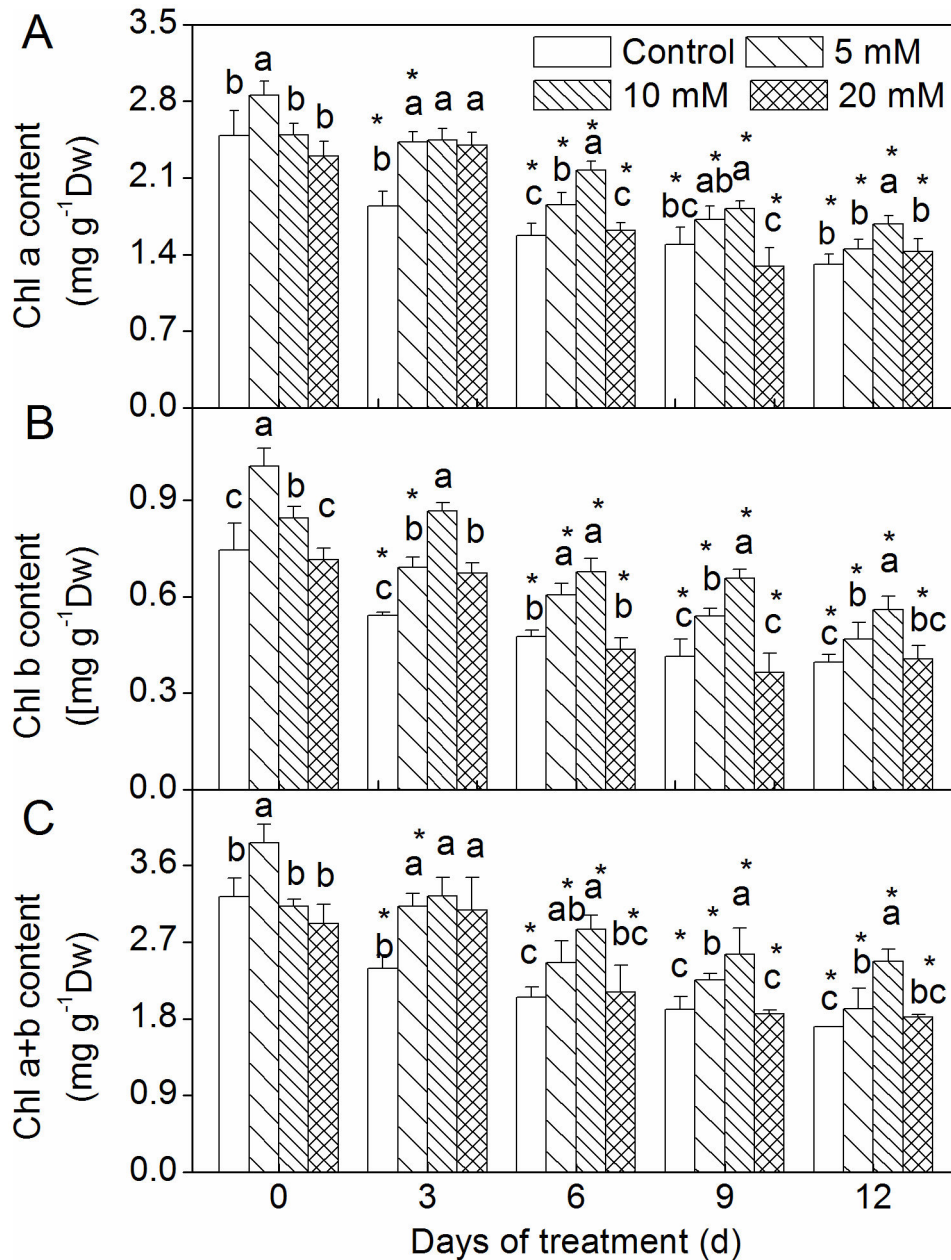 A
3.5
2.8
2.1
1.4
0.7
0.0
Chl a content
(mg g⁻¹Dw)
Control 5 mM
10 mM 20 mM
b a b b
* b * a a a
* c * b * a * c
* bc * ab * a * c
* b * b * a * b
B
0.9
0.6
0.3
0.0
Chl b content
([mg g⁻¹Dw)
c a b c
* c * b a b
* b * a * a * b
* c * b * a * c
* c * b * a * bc
C
3.6
2.7
1.8
0.9
0.0
Chl a+b content
(mg g⁻¹Dw)
b a b b
* b * a a a
* c * ab * a * bc
* c * b * a * c
* c * b * a * bc
0 3 6 9 12
Days of treatment (d)